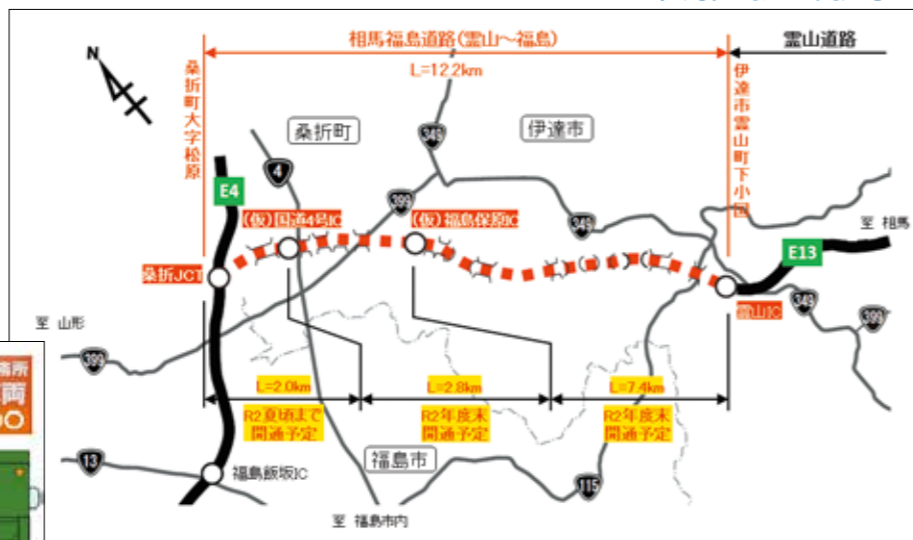 相馬福島道路(霊山～福島)
霊山道路
L=12.2km
N
桑折町大字松原
伊達市霊山町下小国
桑折町
伊達市
349
4
399
E4
(仮)国道4号IC
(仮)福島保原IC
349
至 相馬
E13
桑折JCT
霊山IC
349
399
至 山形
399
L=2.0km
L=2.8km
L=7.4km
R2夏頃まで
開通予定
R2年度末
開通予定
R2年度末
開通予定
13
福島飯坂IC
福島市
115
至 福島市内
両